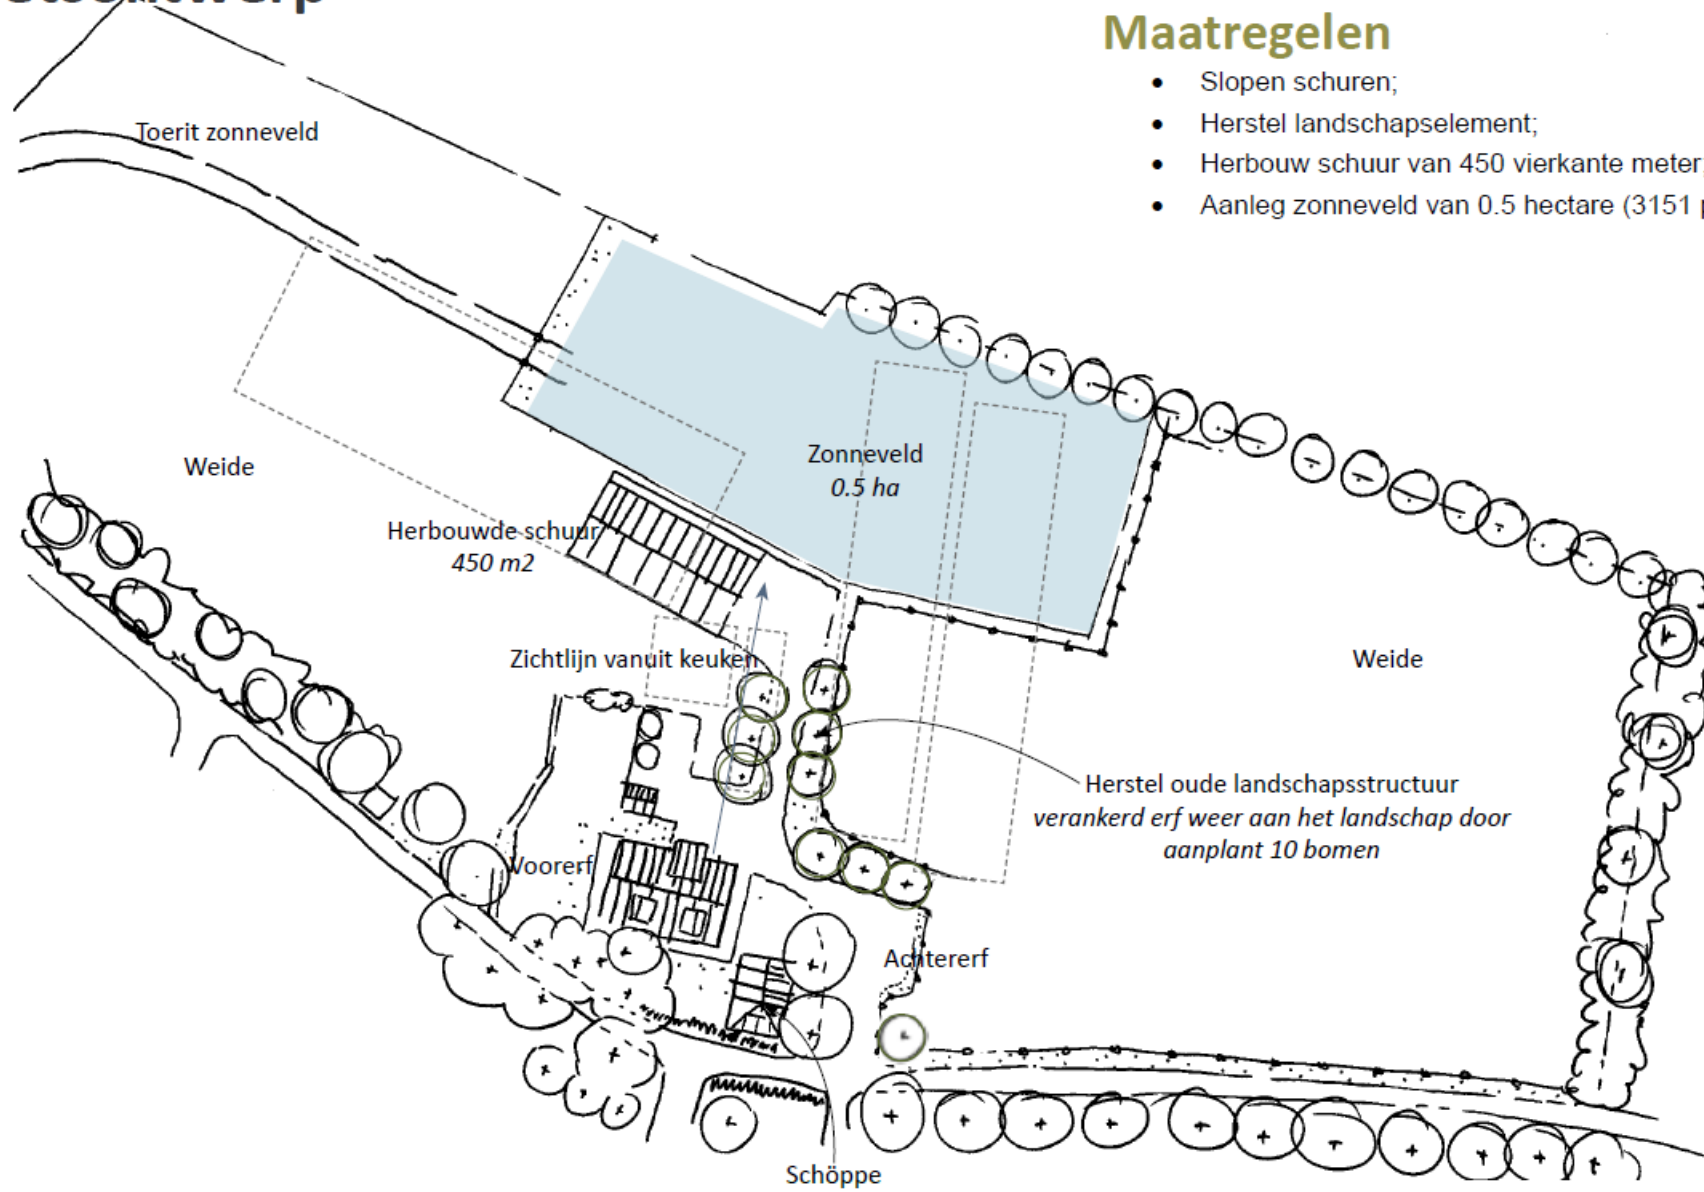 Maatregelen
• Slopen schuren;
• Herstel landschapselement;
• Herbouw schuur van 450 vierkante meter;
• Aanleg zonneveld van 0.5 hectare (3151
Toerit zonneveld
Weide
Zonneveld
0.5 ha
Herbouwde schuur
450 m2
Zichtlijn vanuit keuken
Weide
Herstel oude landschapsstructuur
verankerd erf weer aan het landschap door
aanplant 10 bomen
Voorerf
Achtererf
Schöppe